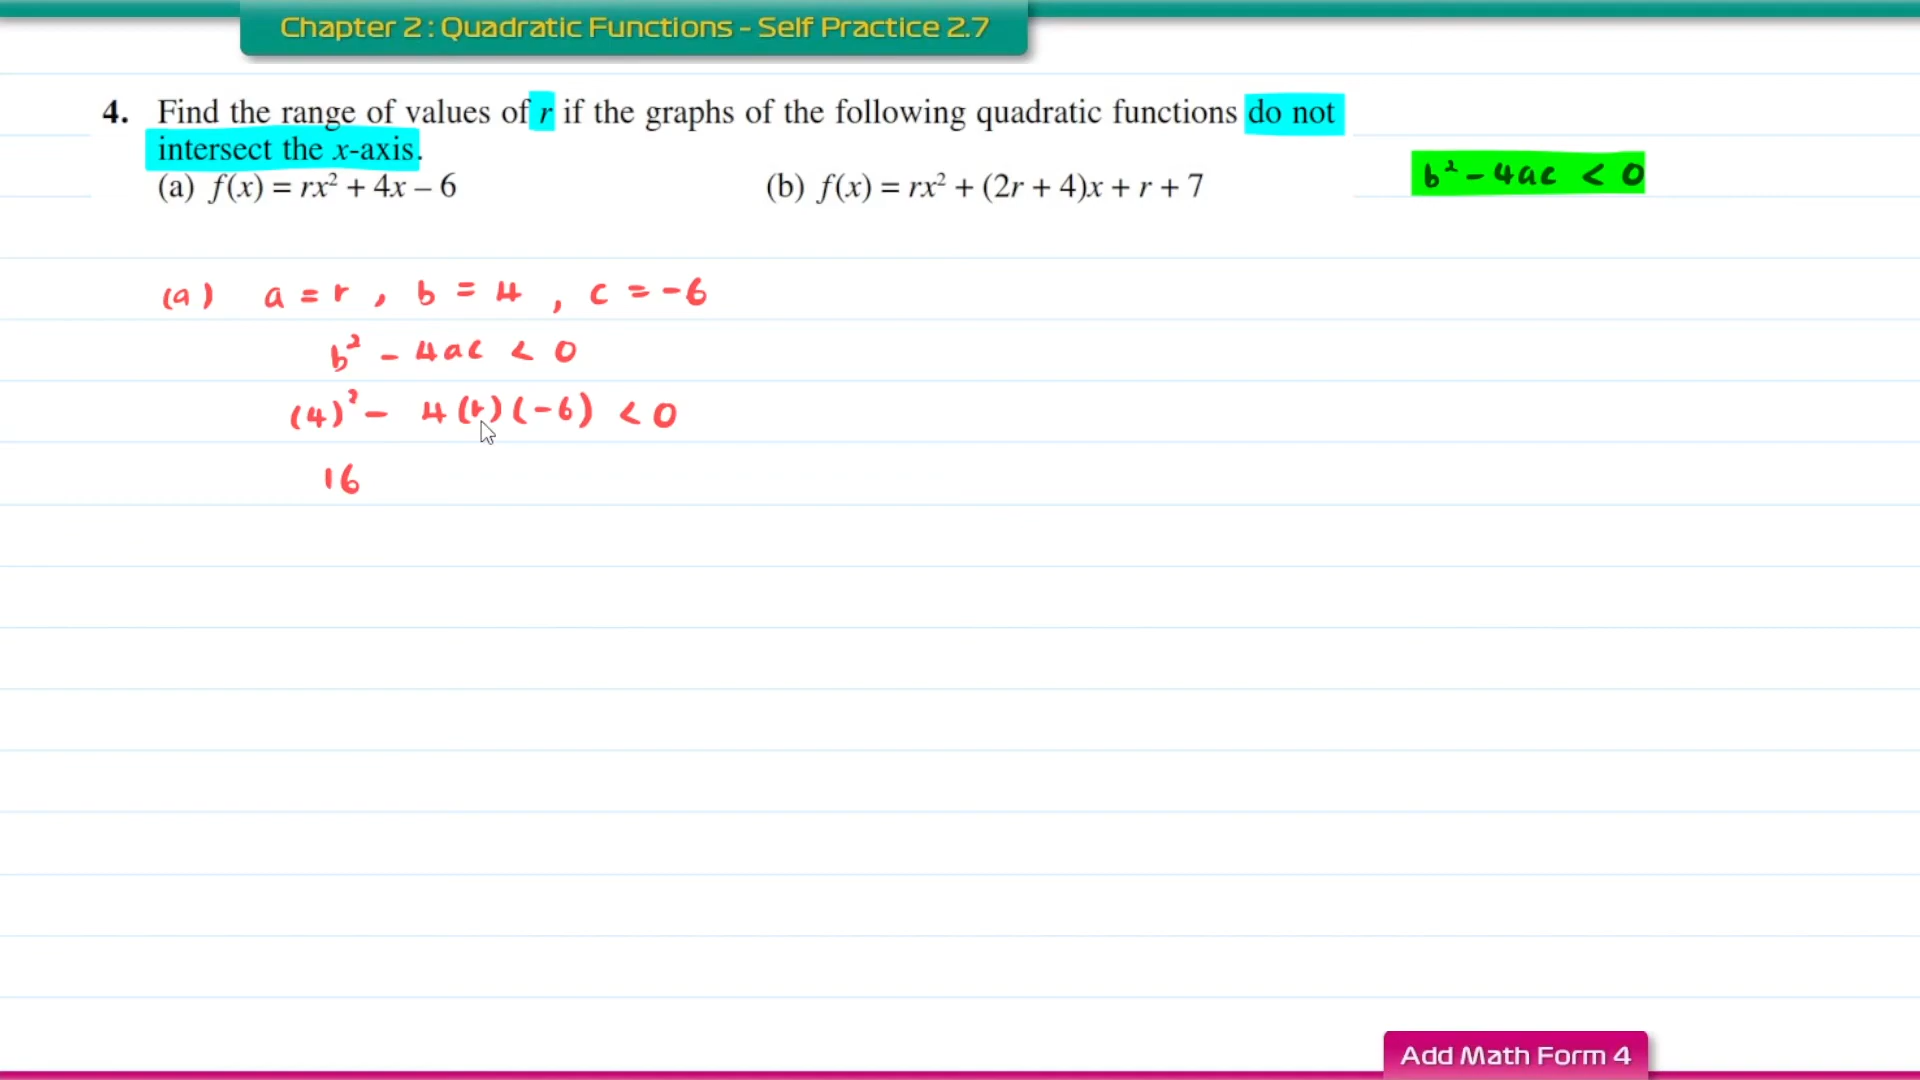 Chapter 2 : Quadratic Functions - Self Practice 2.7
4. Find the range of values of r if the graphs of the following quadratic functions do not
intersect the x-axis.
(a) f(x) = rx² + 4x – 6 (b) f(x) = rx² + (2r + 4)x + r + 7
b² - 4ac < 0
(a) a = r , b = 4 , c = -6
b² - 4ac < 0
(4)² - 4(r)(-6) < 0
16
Add Math Form 4